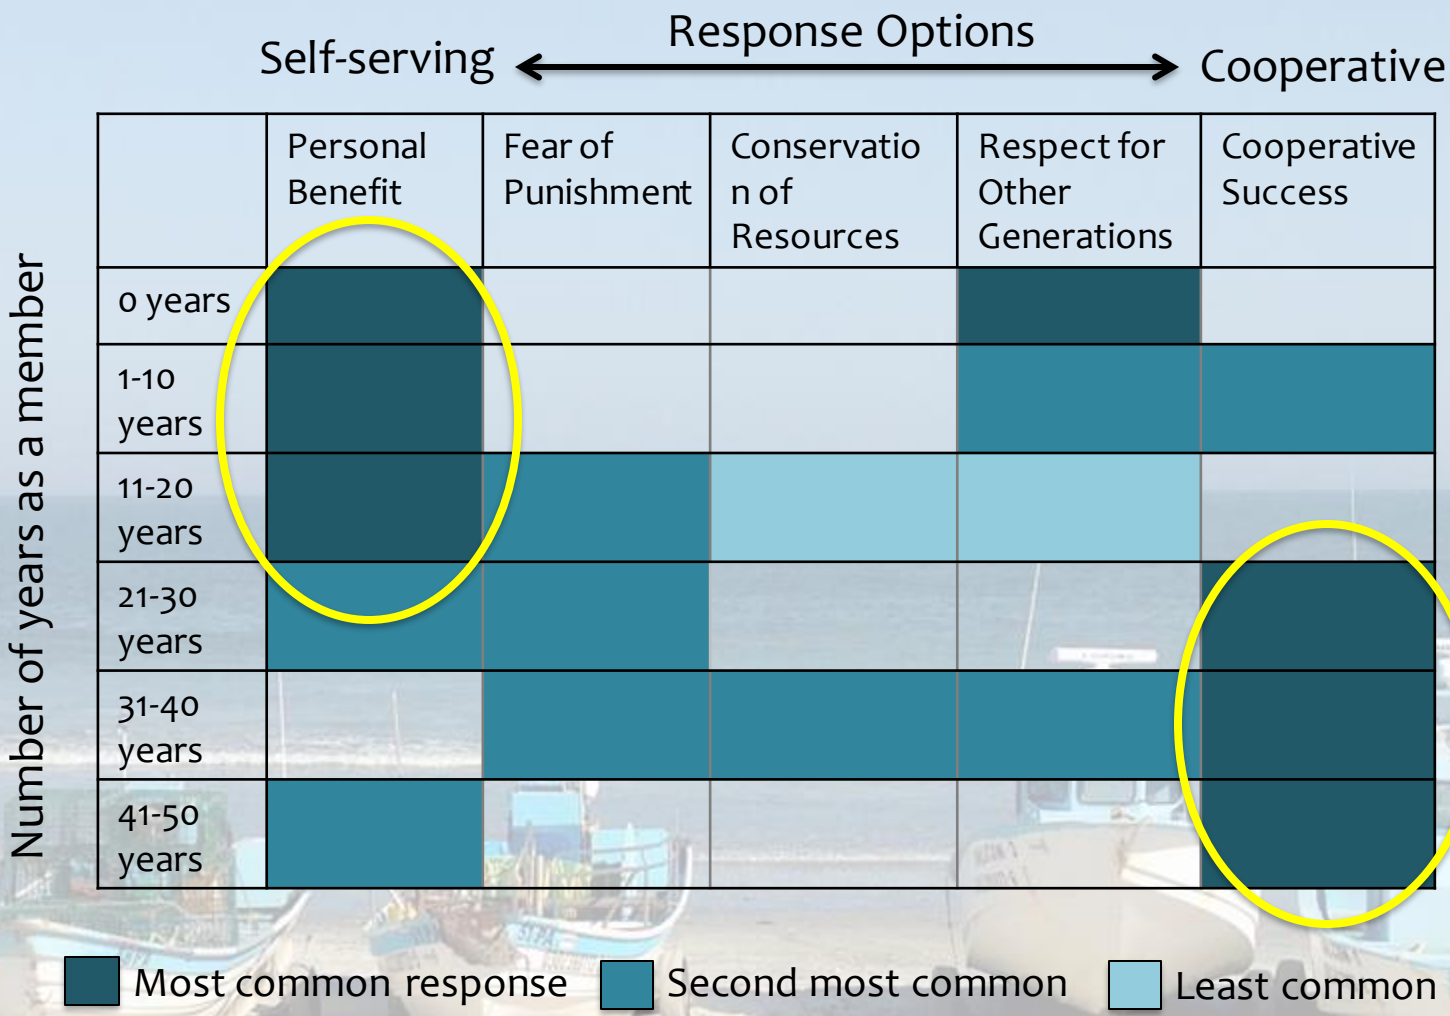 Response Options
Self-serving
Cooperative
Personal
Benefit
Fear of
Punishment
Conservatio
n of
Resources
Respect for
Other
Generations
Cooperative
Success
Number of years as a member
0 years
1-10
years
11-20
years
21-30
years
31-40
years
41-50
years
Most common response
Second most common
Least common